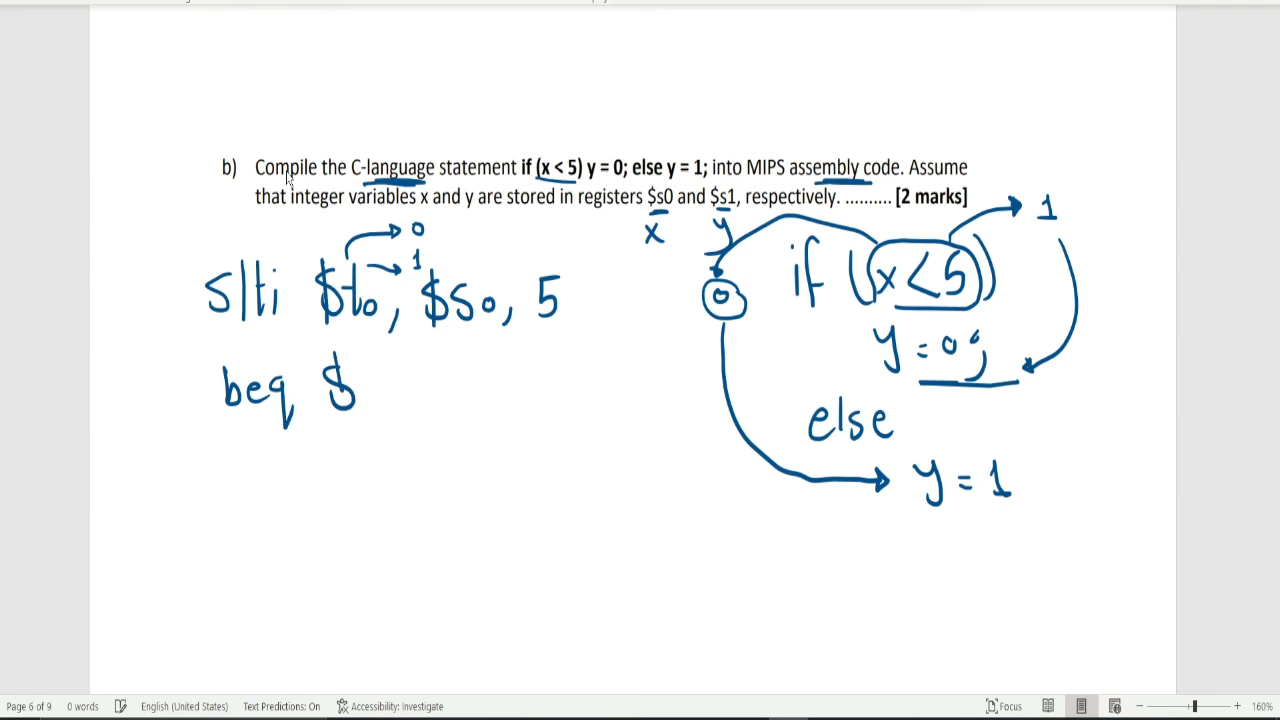 b) Compile the C-language statement if (x < 5) y = 0; else y = 1; into MIPS assembly code. Assume
that integer variables x and y are stored in registers $s0 and $s1, respectively. .......... [2 marks]
x y
0
1
1
slti $t0, $s0, 5
0
if (x < 5)
y = 0;
beq $
else
y = 1
Page 6 of 9 0 words English (United States) Text Predictions: On Accessibility: Investigate Focus 160%